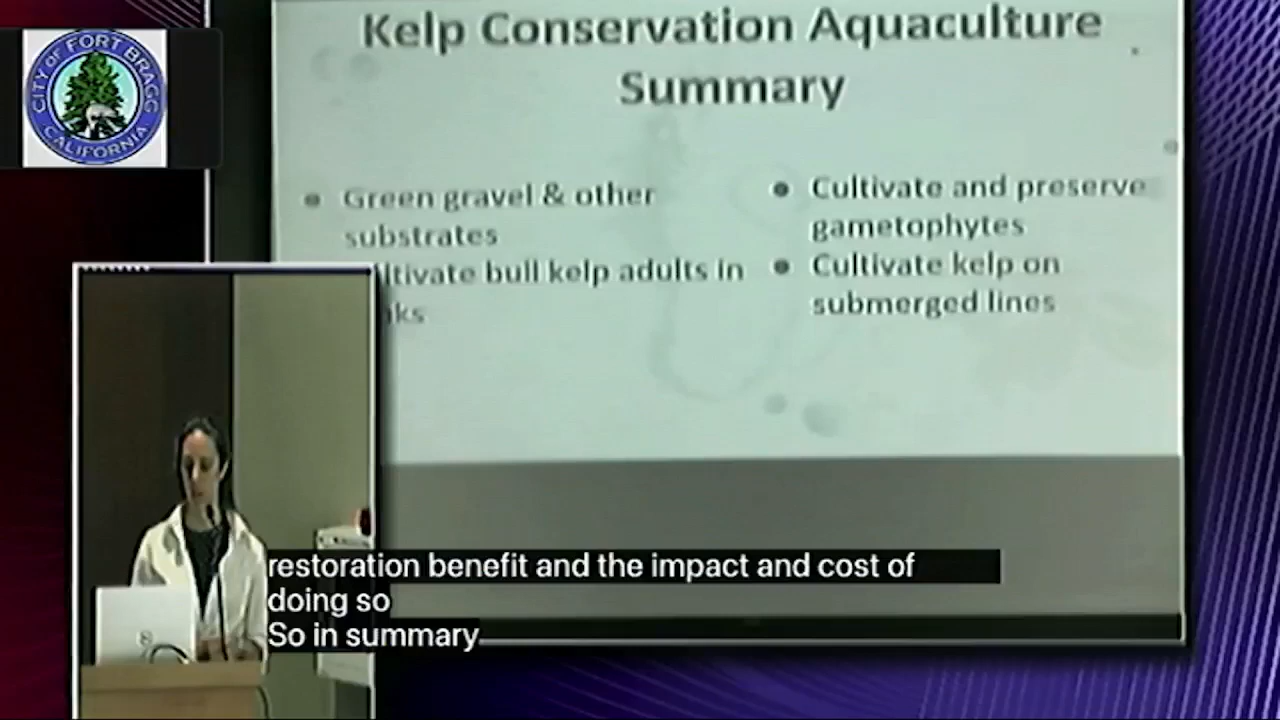 CITY OF FORT BRAGG
CALIFORNIA
Kelp Conservation Aquaculture
Summary
• Green gravel & other
substrates
ltivate bull kelp adults in
nks
• Cultivate and preserve
gametophytes
• Cultivate kelp on
submerged lines
restoration benefit and the impact and cost of
doing so
So in summary